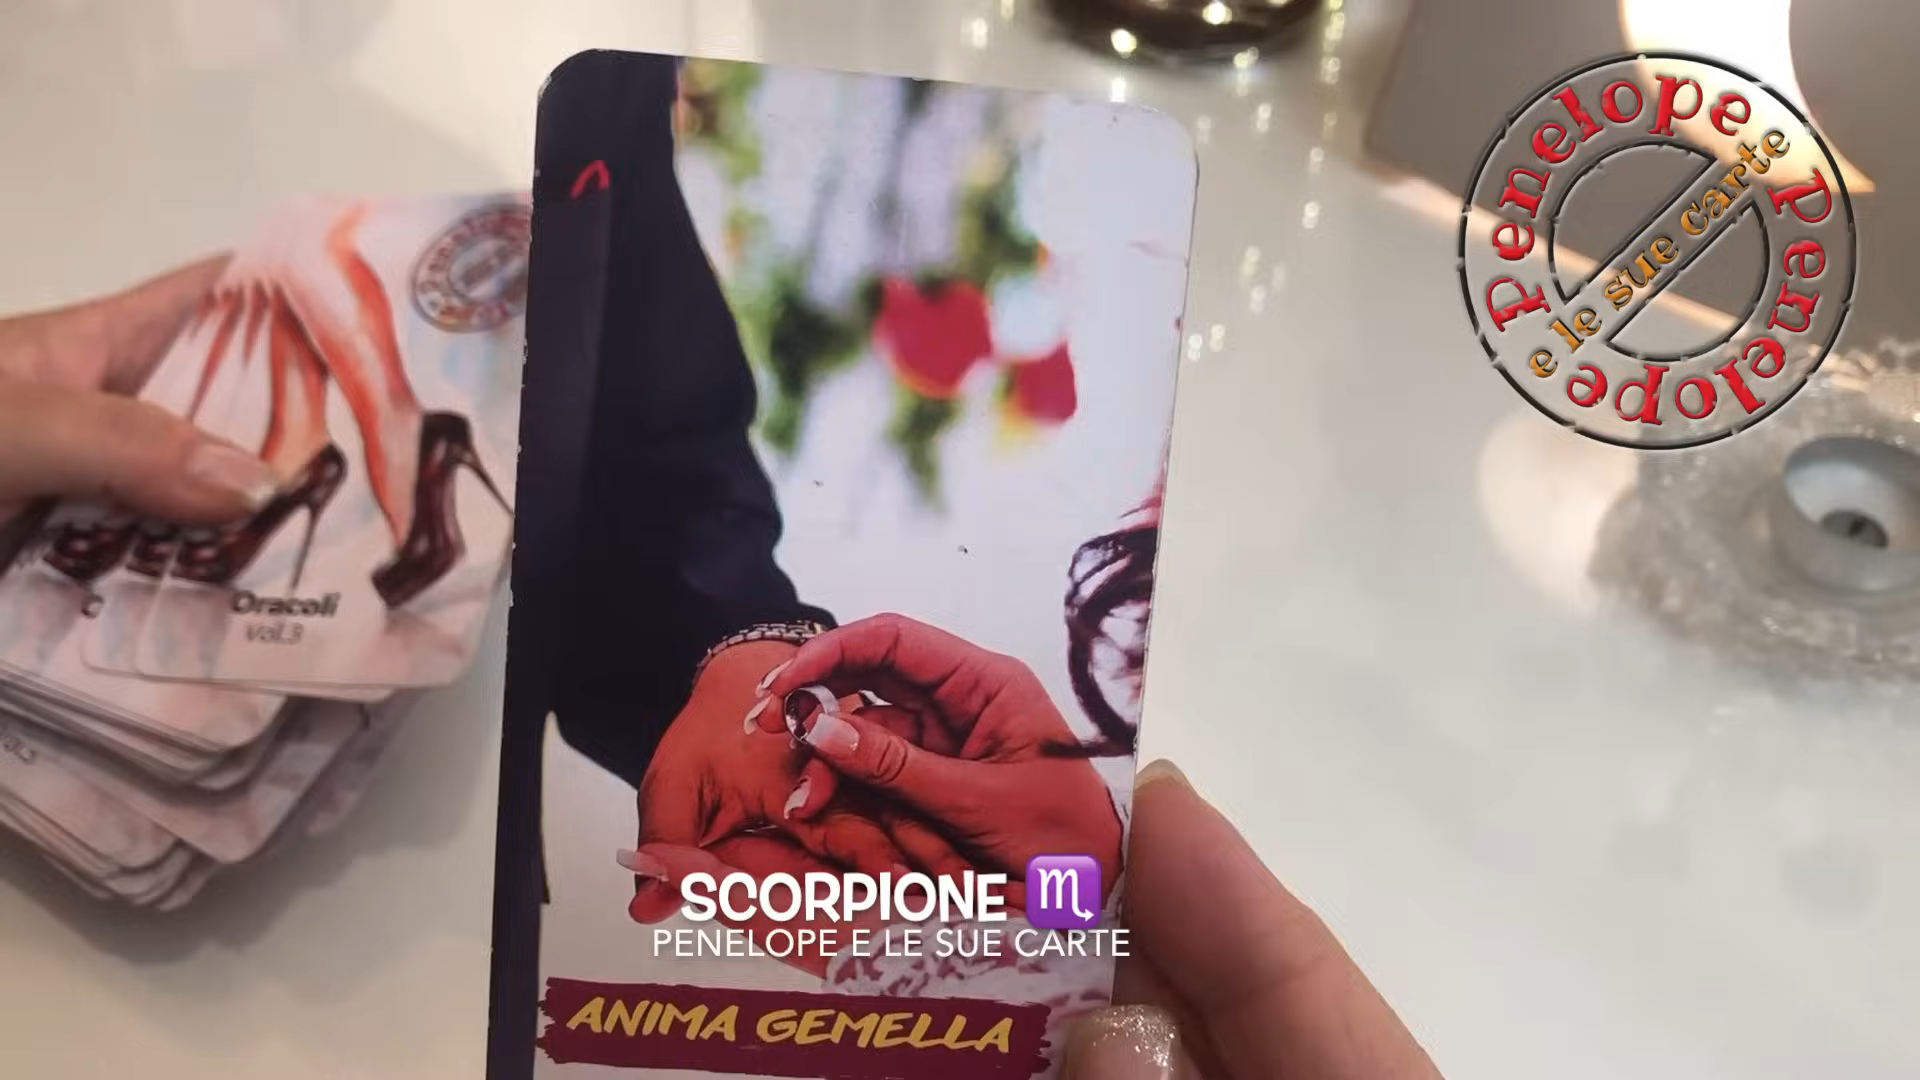 Penelope e Penelope
e le sue carte
Oracoli
vol.3
SCORPIONE ♏
PENELOPE E LE SUE CARTE
ANIMA GEMELLA